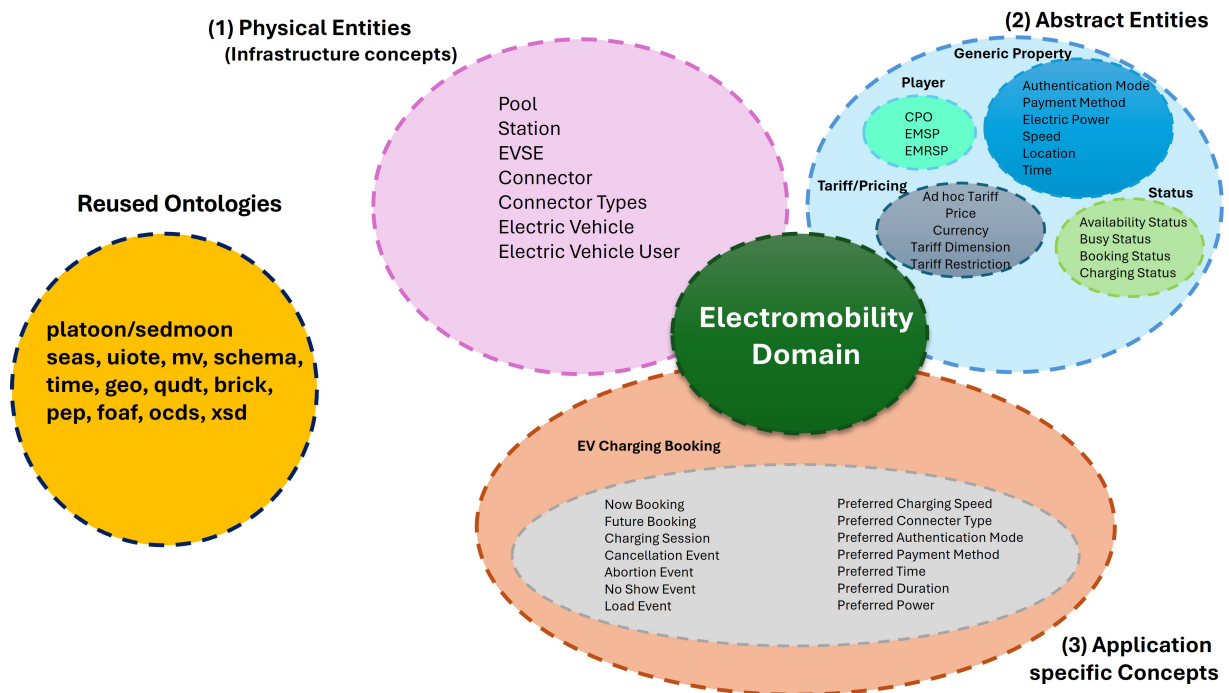 (1) Physical Entities
(Infrastructure concepts)
Pool
Station
EVSE
Connector
Connector Types
Electric Vehicle
Electric Vehicle User
(2) Abstract Entities
Generic Property
Authentication Mode
Payment Method
Electric Power
Speed
Location
Time
Player
CPO
EMSP
EMRSP
Tariff/Pricing
Ad hoc Tariff
Price
Currency
Tariff Dimension
Tariff Restriction
Status
Availability Status
Busy Status
Booking Status
Charging Status
Reused Ontologies
platoon/sedmoon
seas, uiote, mv, schema,
time, geo, qudt, brick,
pep, foaf, ocds, xsd
Electromobility
Domain
EV Charging Booking
Now Booking
Future Booking
Charging Session
Cancellation Event
Abortion Event
No Show Event
Load Event
Preferred Charging Speed
Preferred Connecter Type
Preferred Authentication Mode
Preferred Payment Method
Preferred Time
Preferred Duration
Preferred Power
(3) Application
specific Concepts